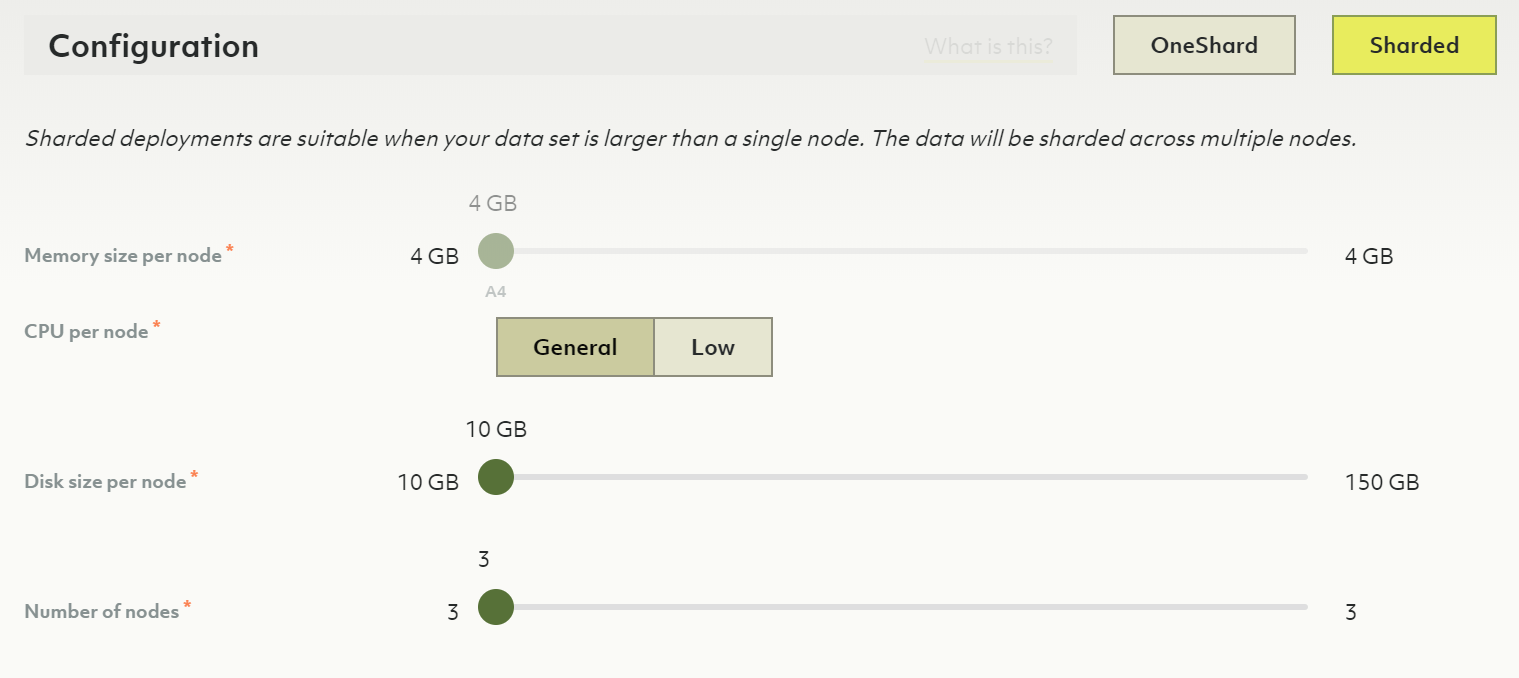 Configuration
What is this?
OneShard
Sharded
Sharded deployments are suitable when your data set is larger than a single node. The data will be sharded across multiple nodes.
4 GB
Memory size per node *
4 GB
4 GB
A4
CPU per node *
General
Low
10 GB
Disk size per node *
10 GB
150 GB
3
Number of nodes *
3
3